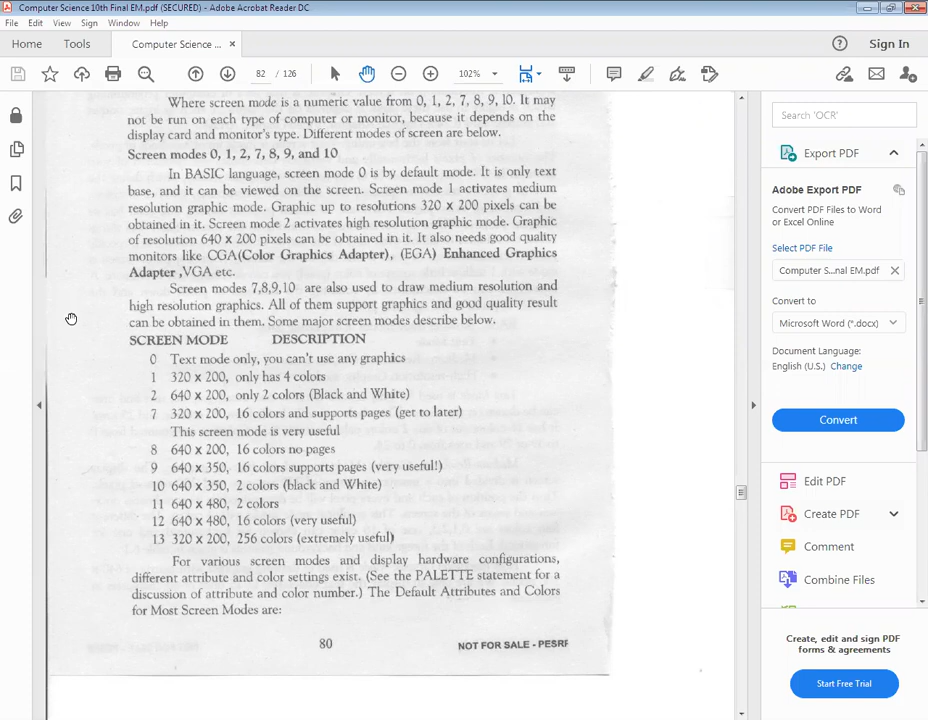 Computer Science 10th Final EM.pdf (SECURED) - Adobe Acrobat Reader DC
File Edit View Sign Window Help
Home Tools Computer Science ... × Sign In
82 / 126 102%
Where screen mode is a numeric value from 0, 1, 2, 7, 8, 9, 10. It may
not be run on each type of computer or monitor, because it depends on the
display card and monitor's type. Different modes of screen are below.
Screen modes 0, 1, 2, 7, 8, 9, and 10
In BASIC language, screen mode 0 is by default mode. It is only text
base, and it can be viewed on the screen. Screen mode 1 activates medium
resolution graphic mode. Graphic up to resolutions 320 x 200 pixels can be
obtained in it. Screen mode 2 activates high resolution graphic mode. Graphic
of resolution 640 x 200 pixels can be obtained in it. It also needs good quality
monitors like CGA(Color Graphics Adapter), (EGA) Enhanced Graphics
Adapter ,VGA etc.
Screen modes 7,8,9,10 are also used to draw medium resolution and
high resolution graphics. All of them support graphics and good quality result
can be obtained in them. Some major screen modes describe below.
SCREEN MODE DESCRIPTION
0 Text mode only, you can't use any graphics
1 320 x 200, only has 4 colors
2 640 x 200, only 2 colors (Black and White)
7 320 x 200, 16 colors and supports pages (get to later)
This screen mode is very useful
8 640 x 200, 16 colors no pages
9 640 x 350, 16 colors supports pages (very useful!)
10 640 x 350, 2 colors (black and White)
11 640 x 480, 2 colors
12 640 x 480, 16 colors (very useful)
13 320 x 200, 256 colors (extremely useful)
For various screen modes and display hardware configurations,
different attribute and color settings exist. (See the PALETTE statement for a
discussion of attribute and color number.) The Default Attributes and Colors
for Most Screen Modes are:
80 NOT FOR SALE - PESRP
Search 'OCR'
Export PDF
Adobe Export PDF
Convert PDF Files to Word
or Excel Online
Select PDF File
Computer S...nal EM.pdf ×
Convert to
Microsoft Word (*.docx)
Document Language:
English (U.S.) Change
Convert
Edit PDF
Create PDF
Comment
Combine Files
Create, edit and sign PDF
forms & agreements
Start Free Trial